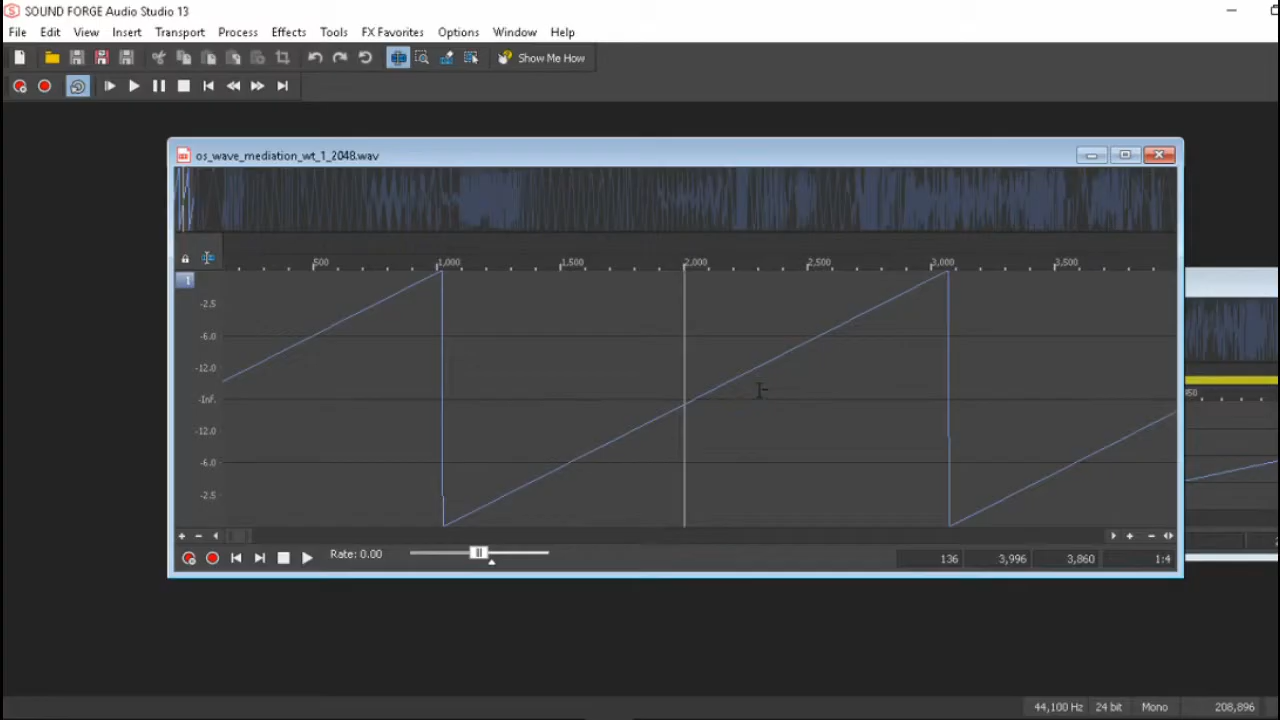 SOUND FORGE Audio Studio 13
File Edit View Insert Transport Process Effects Tools FX Favorites Options Window Help
Show Me How
os_wave_mediation_wt_1_2048.wav
500 1,000 1,500 2,000 2,500 3,000 3,500
1
-2.5
-6.0
-12.0
-Inf.
-12.0
-6.0
-2.5
Rate: 0.00
136 3,996 3,860 1:4
44,100 Hz 24 bit Mono 208,896